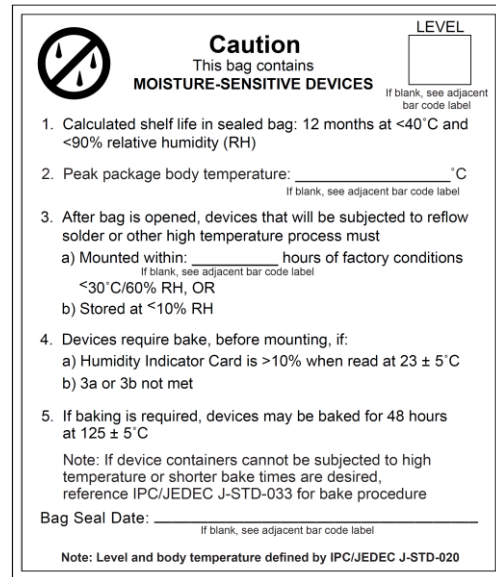 LEVEL
Caution
This bag contains
MOISTURE-SENSITIVE DEVICES
If blank, see adjacent
bar code label
1. Calculated shelf life in sealed bag: 12 months at <40˚C and
<90% relative humidity (RH)
2. Peak package body temperature: ____________________˚C
If blank, see adjacent bar code label
3. After bag is opened, devices that will be subjected to reflow
solder or other high temperature process must
a) Mounted within: ___________ hours of factory conditions
If blank, see adjacent bar code label
<30˚C/60% RH, OR
b) Stored at <10% RH
4. Devices require bake, before mounting, if:
a) Humidity Indicator Card is >10% when read at 23 ± 5˚C
b) 3a or 3b not met
5. If baking is required, devices may be baked for 48 hours
at 125 ± 5˚C
Note: If device containers cannot be subjected to high
temperature or shorter bake times are desired,
reference IPC/JEDEC J-STD-033 for bake procedure
Bag Seal Date: ____________________________________
If blank, see adjacent bar code label
Note: Level and body temperature defined by IPC/JEDEC J-STD-020